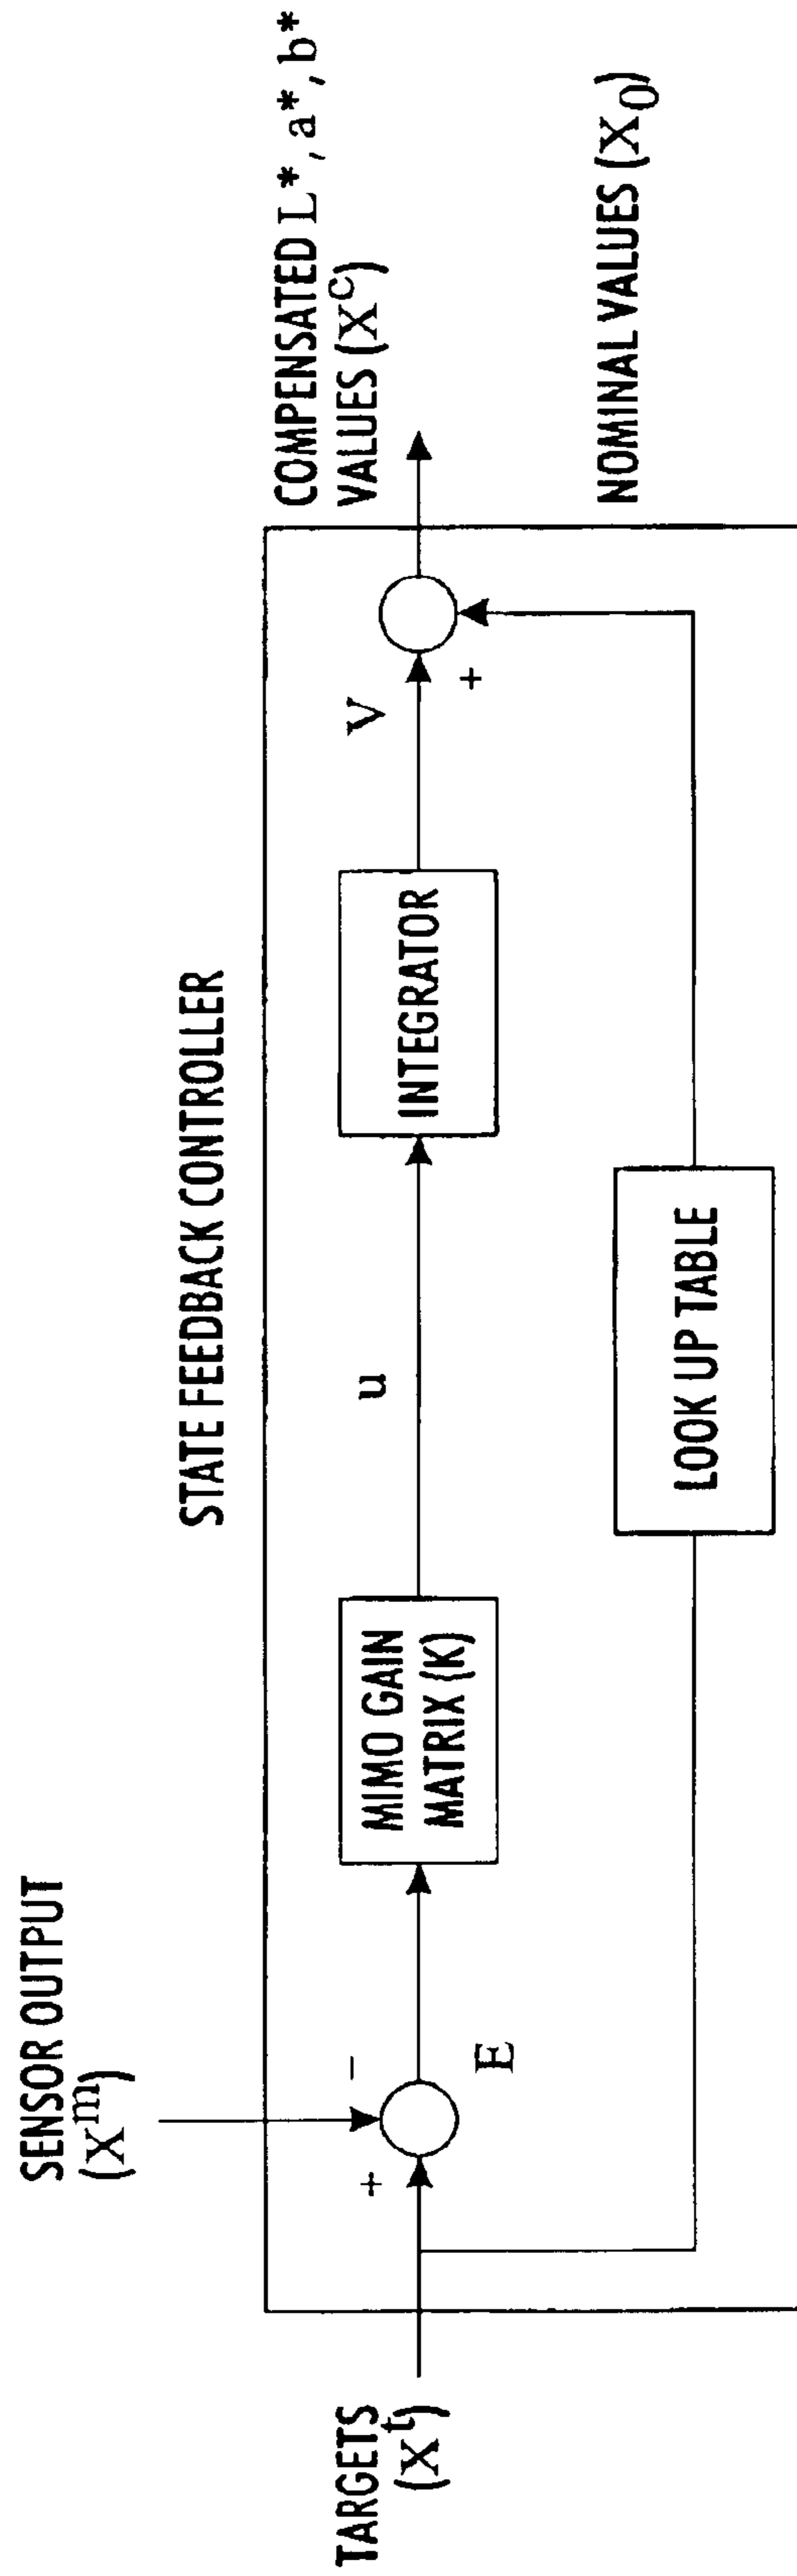 STATE FEEDBACK CONTROLLER
SENSOR OUTPUT
(X^m)
TARGETS
(X^t)
+
−
E
MIMO GAIN
MATRIX (K)
u
INTEGRATOR
V
+
COMPENSATED L*, a*, b*
VALUES (X^c)
LOOK UP TABLE
NOMINAL VALUES (X_0)